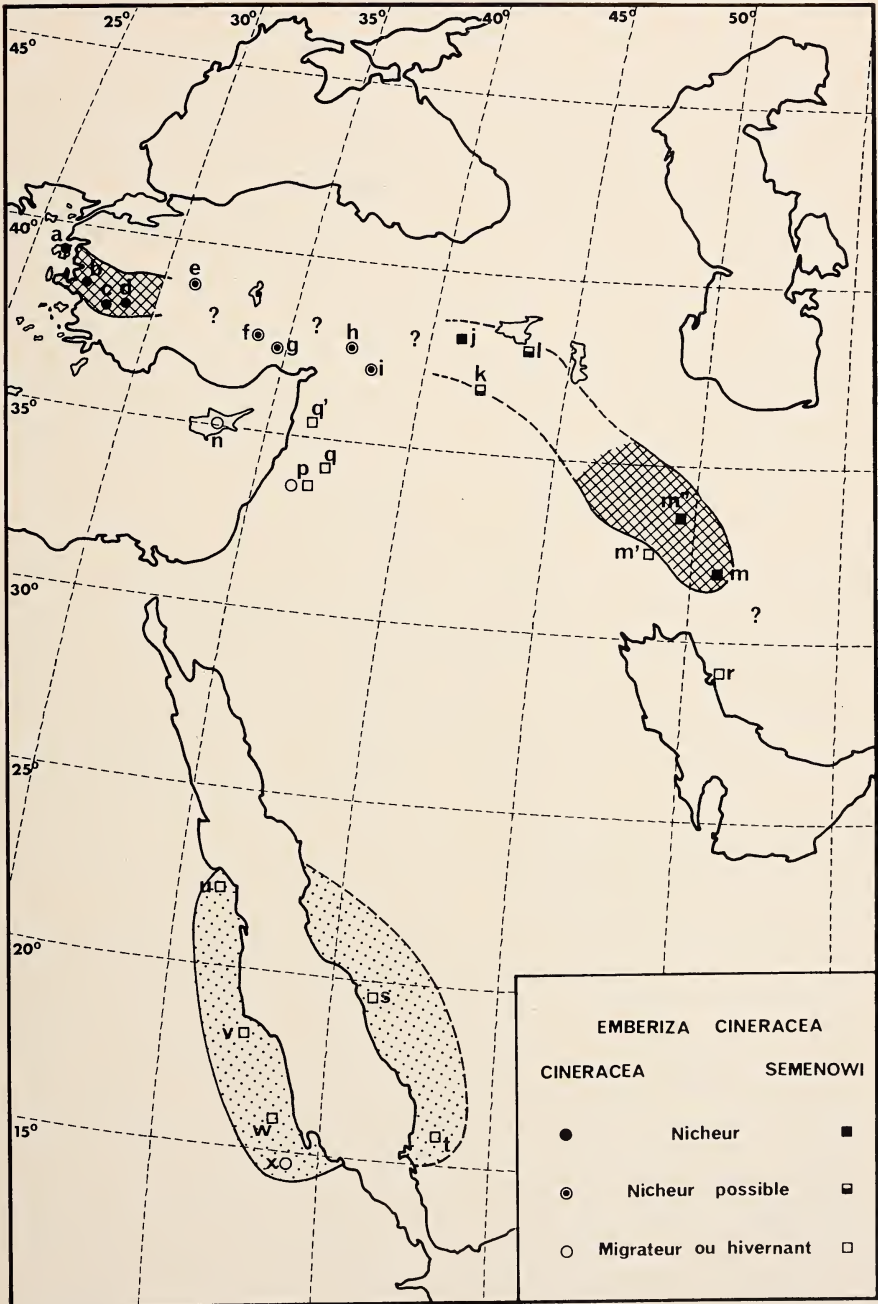 25° 30° 35° 40° 45° 50°
45°
40°
a
b
c d
e
?
f
g
?
h
i
?
j
l
k
35°
n
q'
q
p
m"
m'
m
30°
?
r
25°
u
20°
s
v
15°
w
t
x
EMBERIZA CINERACEA
CINERACEA SEMENOWI
Nicheur
Nicheur possible
Migrateur ou hivernant